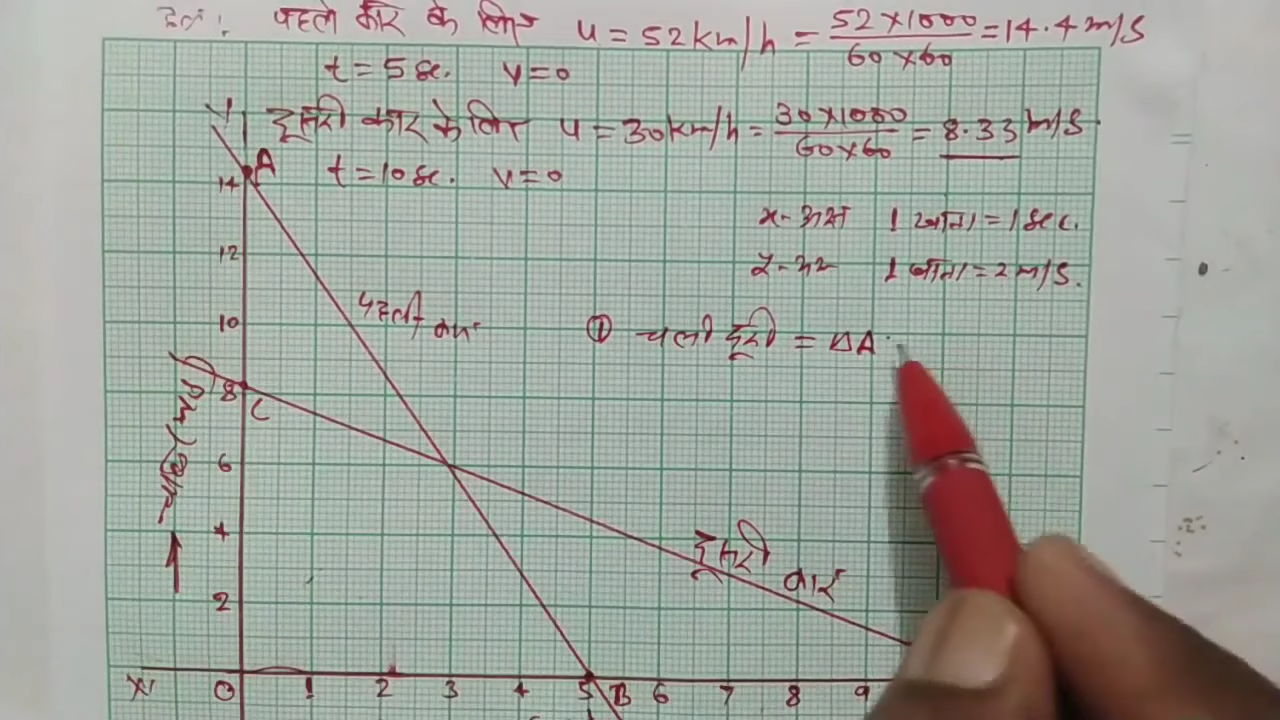 हल: पहले कार के लिए u = 52 km/h = 52×1000 / 60×60 = 14.4 m/s
t = 5 sec. v = 0
दूसरी कार के लिए u = 30 km/h = 30×1000 / 60×60 = 8.33 m/s
t = 10 sec. v = 0
x-अक्ष 1 खाना = 1 sec.
1 खाना = 2 m/s.
① चली दूरी = ΔA
पहली कार
दूसरी कार
Y
A
14
12
10
8
C
6
4
2
X' O 1 2 3 4 5 B 6 7 8 9